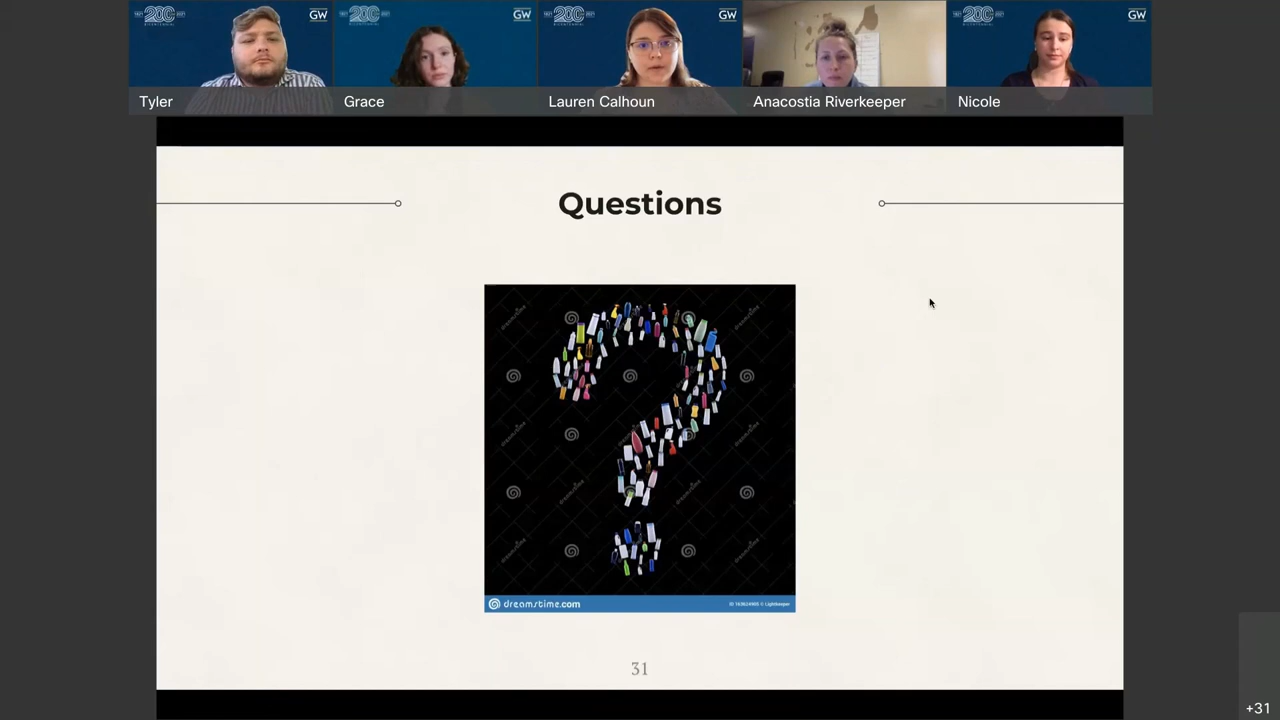 GW
GW
GW
GW
Tyler
Grace
Lauren Calhoun
Anacostia Riverkeeper
Nicole
Questions
dreamstime.com
31
+31